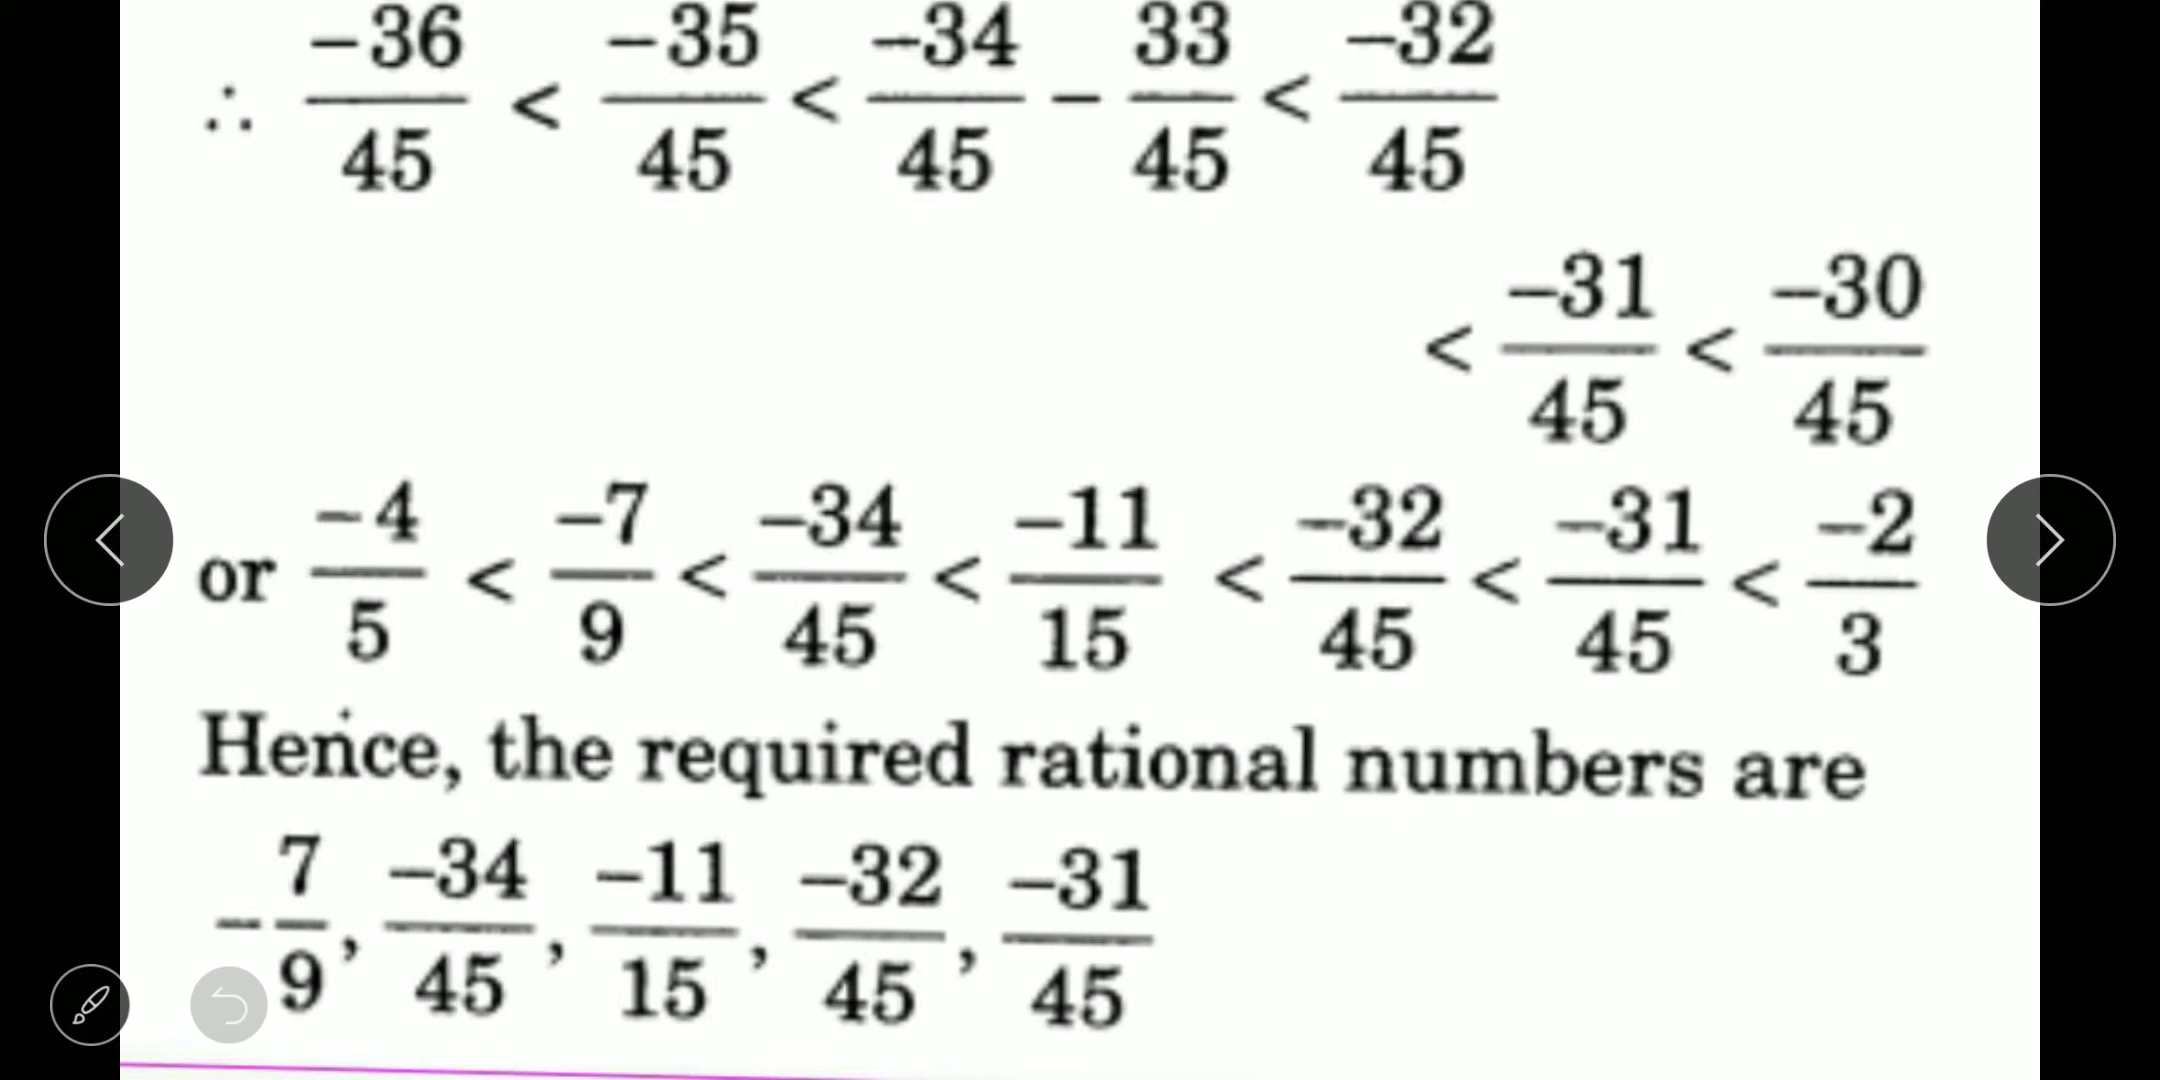 ∴ -36/45 < -35/45 < -34/45 - 33/45 < -32/45
< -31/45 < -30/45
or -4/5 < -7/9 < -34/45 < -11/15 < -32/45 < -31/45 < -2/3
Hence, the required rational numbers are
-7/9, -34/45, -11/15, -32/45, -31/45